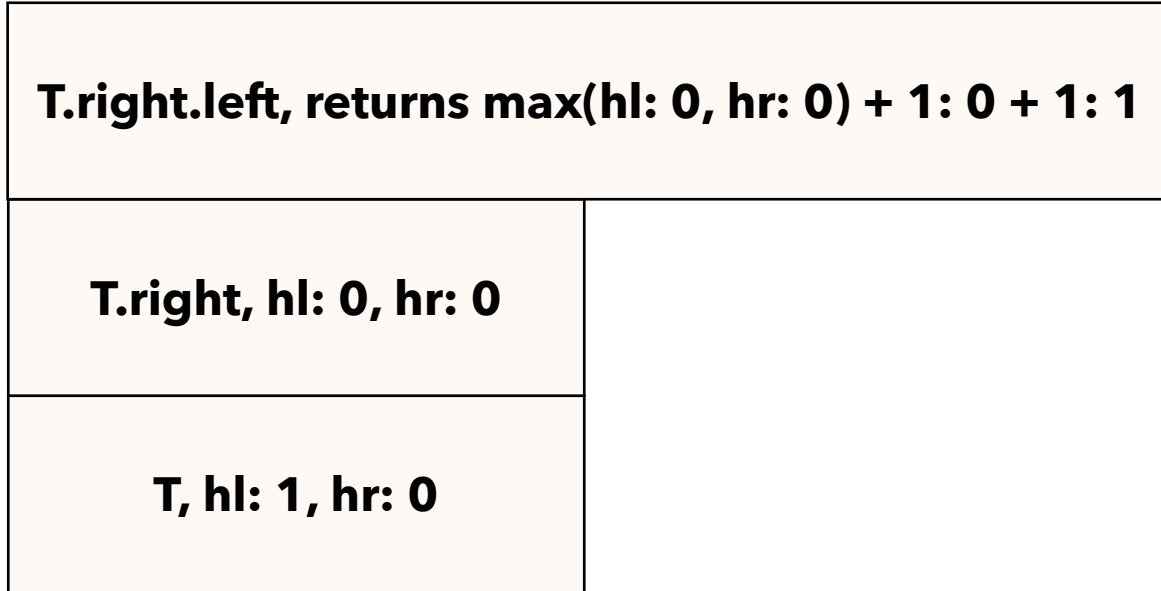 T.right.left, returns max(hl: 0, hr: 0) + 1: 0 + 1: 1
T.right, hl: 0, hr: 0
T, hl: 1, hr: 0